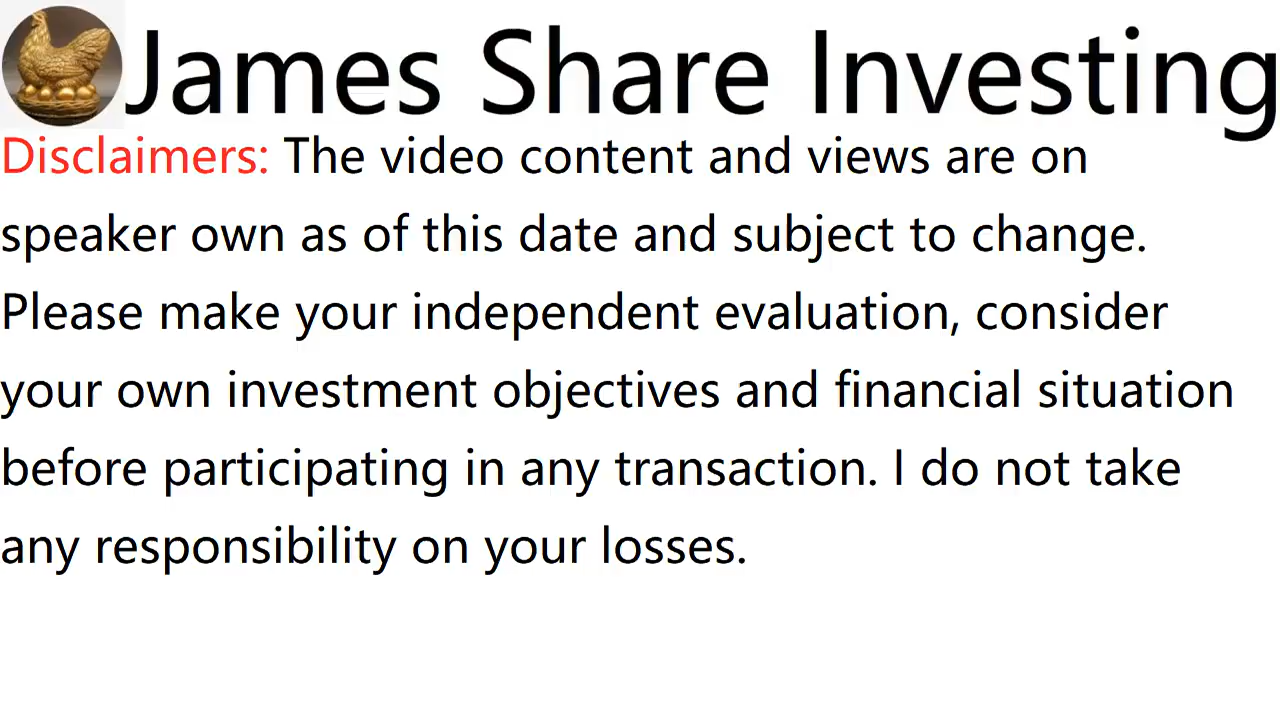 James Share Investing
Disclaimers: The video content and views are on
speaker own as of this date and subject to change.
Please make your independent evaluation, consider
your own investment objectives and financial situation
before participating in any transaction. I do not take
any responsibility on your losses.